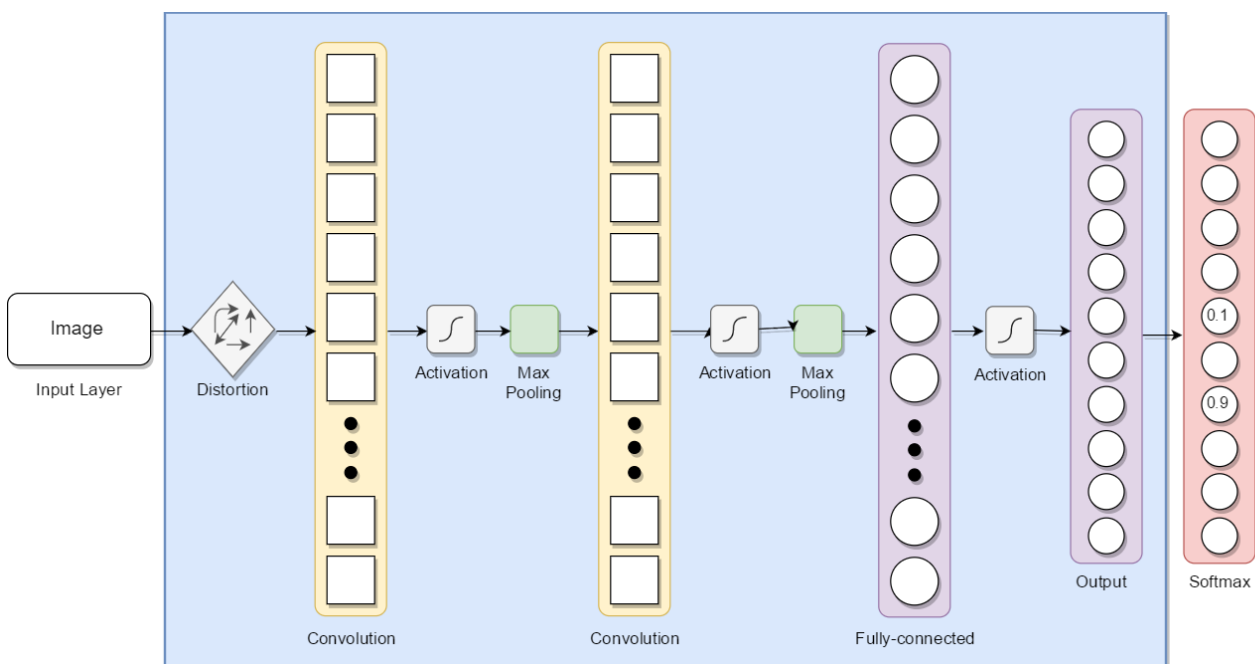 Image
Input Layer
Distortion
Convolution
Activation
Max
Pooling
Convolution
Activation
Max
Pooling
Fully-connected
Activation
Output
0.1
0.9
Softmax